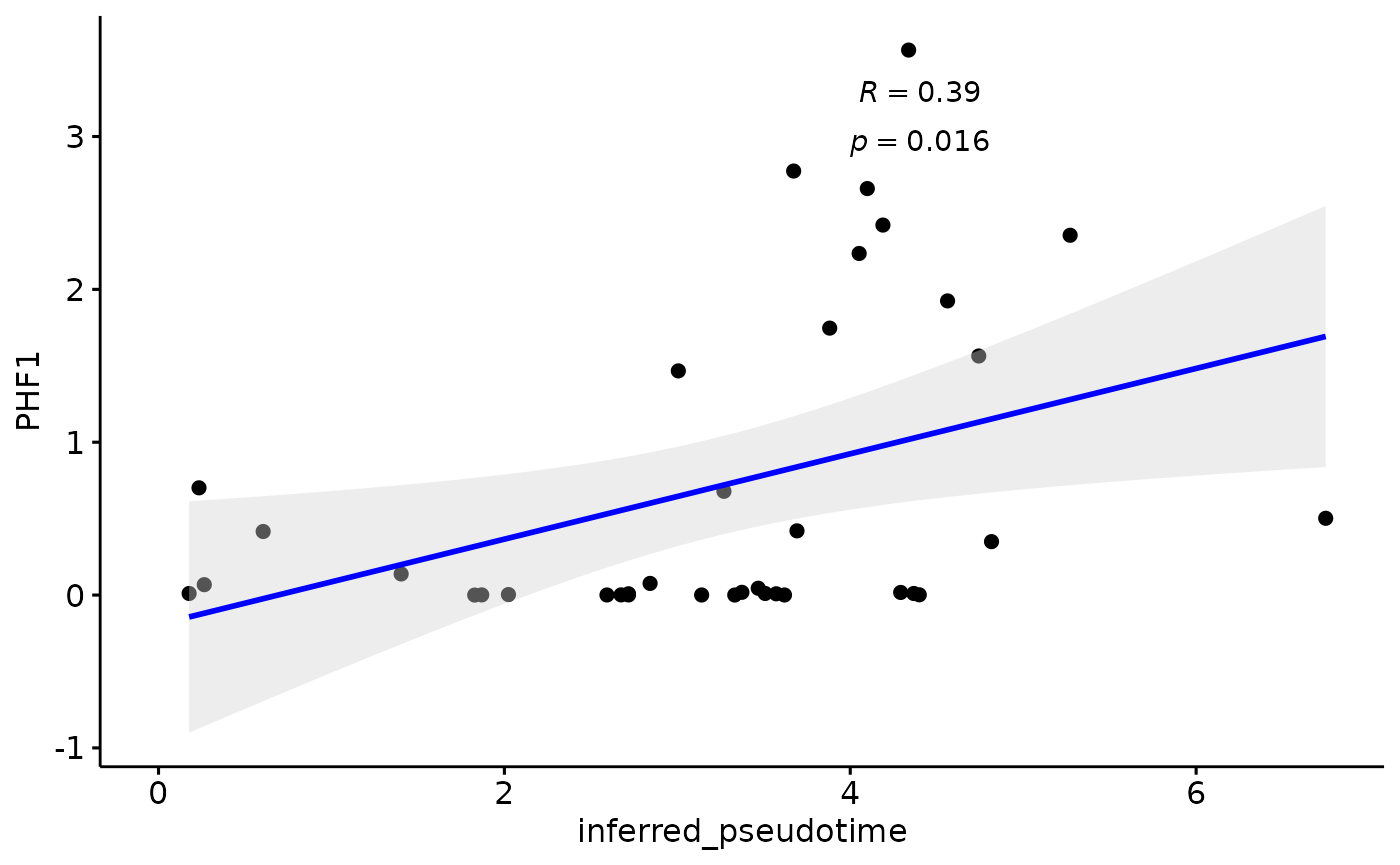 R = 0.39
p = 0.016
PHF1
3
2
1
0
-1
0
2
4
6
inferred_pseudotime